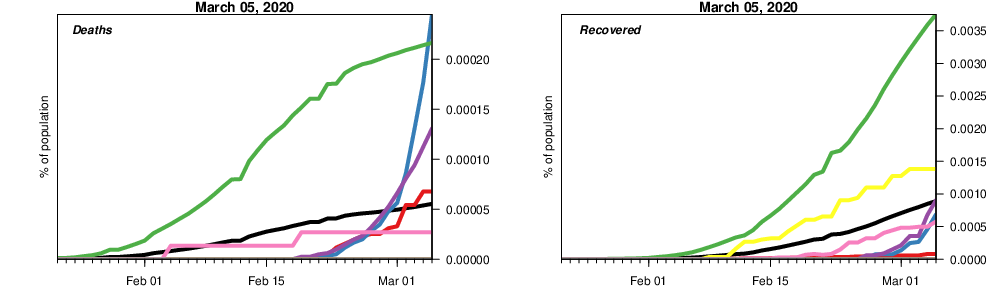 March 05, 2020
Deaths
% of population
0.00020
0.00015
0.00010
0.00005
0.00000
Feb 01
Feb 15
Mar 01
March 05, 2020
Recovered
% of population
0.0035
0.0030
0.0025
0.0020
0.0015
0.0010
0.0005
0.0000
Feb 01
Feb 15
Mar 01